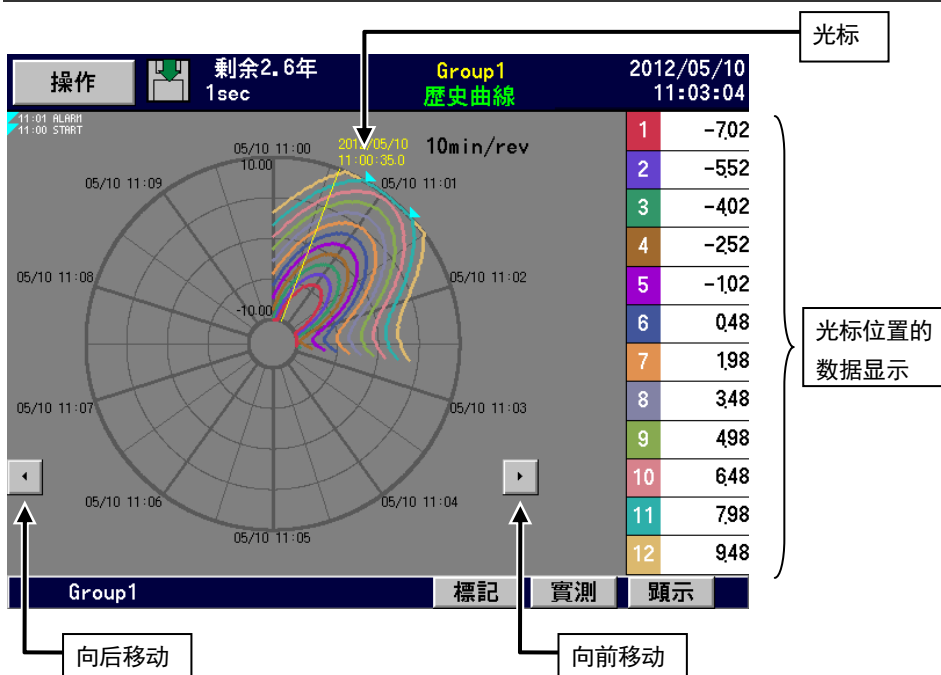 光标
操作
剩余2.6年
1sec
Group1
歷史曲線
2012/05/10
11:03:04
11:01 ALARM
11:00 START
05/10 11:00
2012/05/10
11:00:35.0
10min/rev
10.00
05/10 11:09
05/10 11:01
05/10 11:08
05/10 11:02
-10.00
05/10 11:07
05/10 11:03
05/10 11:06
05/10 11:04
05/10 11:05
1 -7.02
2 -5.52
3 -4.02
4 -2.52
5 -1.02
6 0.48
7 1.98
8 3.48
9 4.98
10 6.48
11 7.98
12 9.48
光标位置的
数据显示
Group1
標記
實測
顯示
向后移动
向前移动